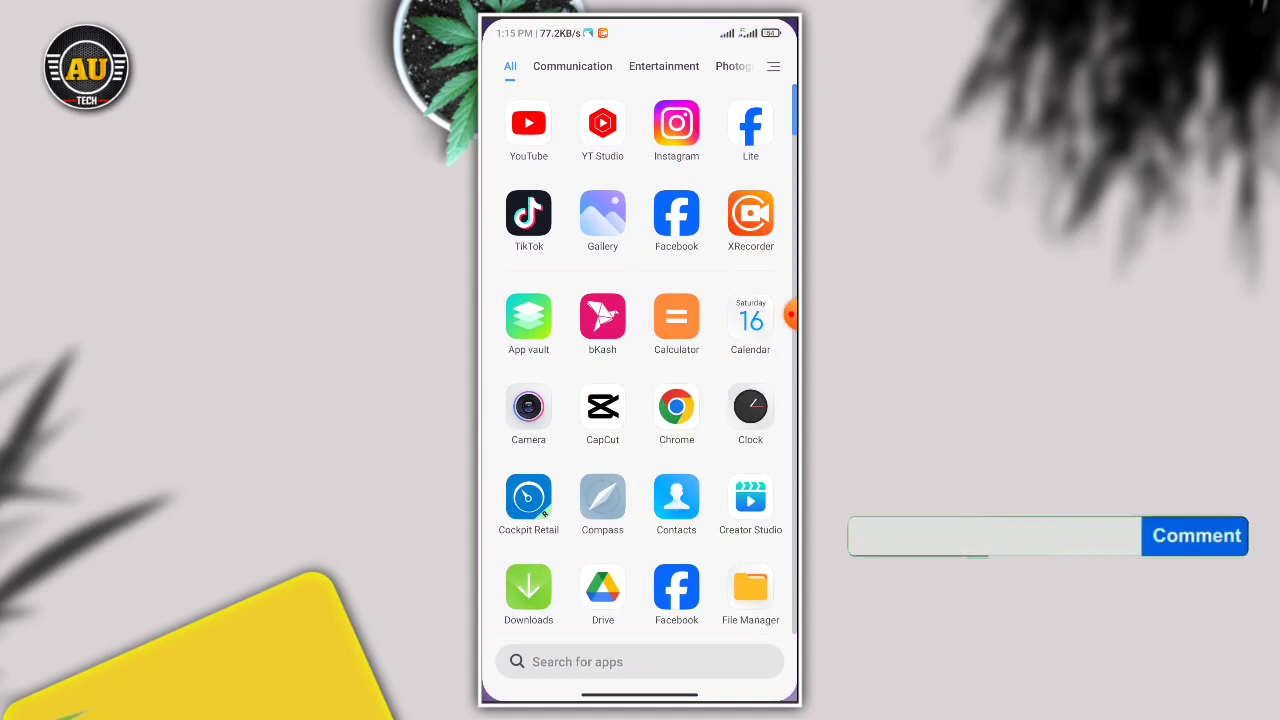 AU
TECH
1:15 PM | 77.2KB/s
4G
54
All Communication Entertainment Photog
YouTube YT Studio Instagram Lite
TikTok Gallery Facebook XRecorder
Saturday
16
App vault bKash Calculator Calendar
Camera CapCut Chrome Clock
Cockpit Retail Compass Contacts Creator Studio
Downloads Drive Facebook File Manager
Search for apps
Comment